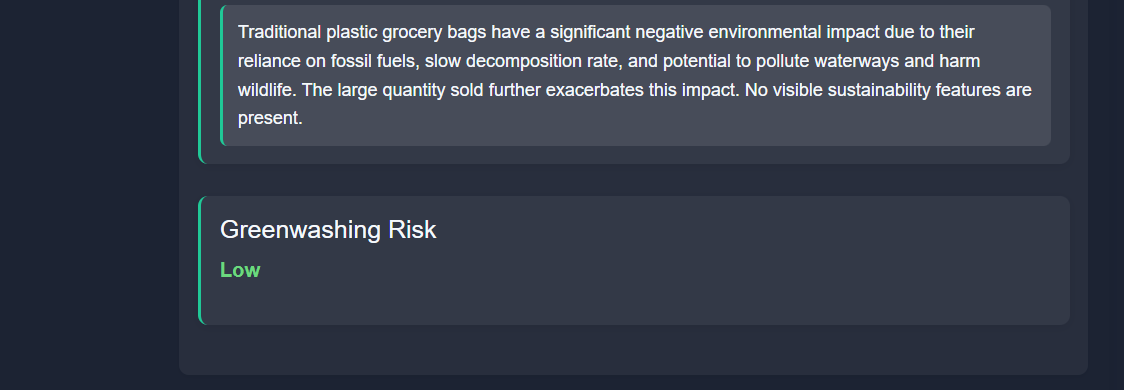 Traditional plastic grocery bags have a significant negative environmental impact due to their
reliance on fossil fuels, slow decomposition rate, and potential to pollute waterways and harm
wildlife. The large quantity sold further exacerbates this impact. No visible sustainability features are
present.
Greenwashing Risk
Low